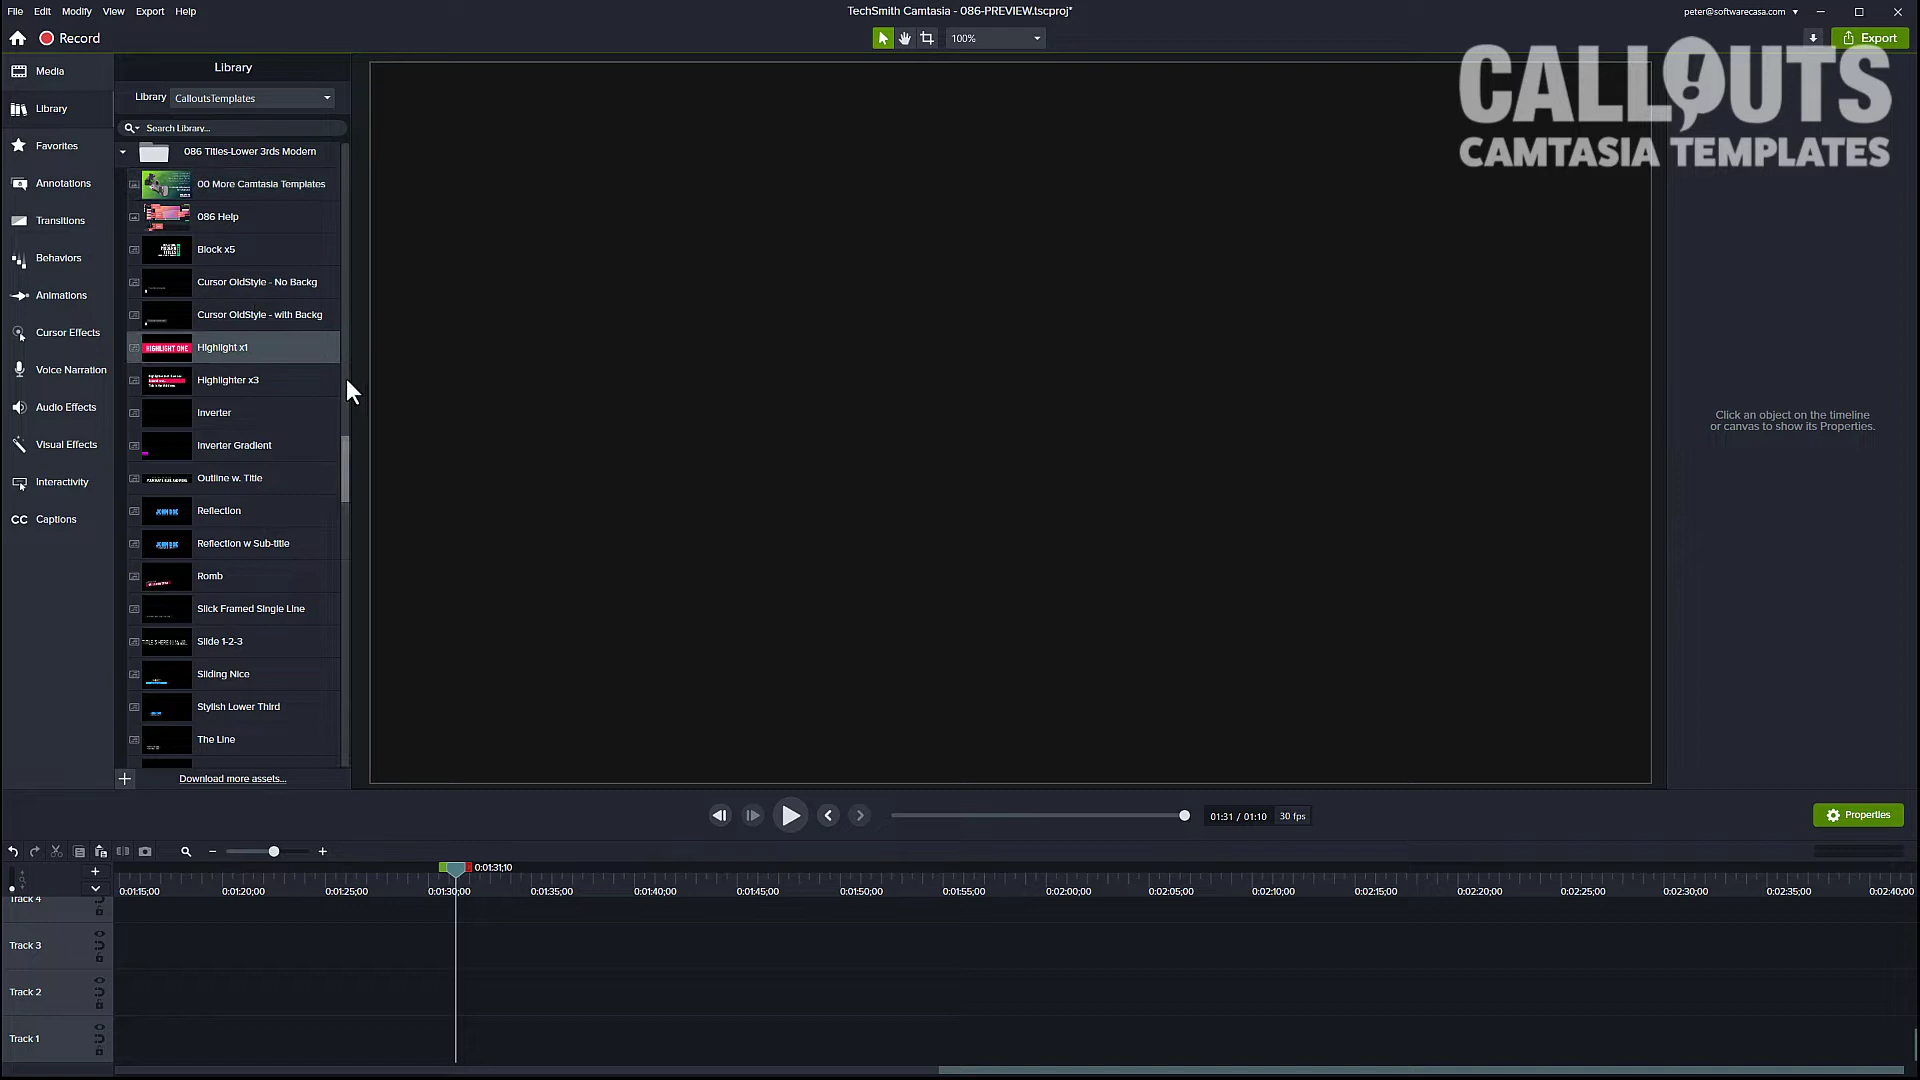 File Edit Modify View Export Help
TechSmith Camtasia - 086-PREVIEW.tscproj*
peter@softwarecasa.com
Record
100%
Export
CALLOUTS
CAMTASIA TEMPLATES
Media
Library
Favorites
Annotations
Transitions
Behaviors
Animations
Cursor Effects
Voice Narration
Audio Effects
Visual Effects
Interactivity
CC Captions
Library
Library CalloutsTemplates
Search Library...
086 Titles-Lower 3rds Modern
00 More Camtasia Templates
086 Help
Block x5
Cursor OldStyle - No Backg
Cursor OldStyle - with Backg
HIGHLIGHT ONE
Highlight x1
Highlighter x3
Inverter
Inverter Gradient
Outline w. Title
Reflection
Reflection w Sub-title
Romb
Slick Framed Single Line
Slide 1-2-3
Sliding Nice
Stylish Lower Third
The Line
Download more assets...
Click an object on the timeline
or canvas to show its Properties.
01:31 / 01:10 30 fps
Properties
0:01:31;10
0:01:15;00 0:01:20;00 0:01:25;00 0:01:30;00 0:01:35;00 0:01:40;00 0:01:45;00 0:01:50;00 0:01:55;00 0:02:00;00 0:02:05;00 0:02:10;00 0:02:15;00 0:02:20;00 0:02:25;00 0:02:30;00 0:02:35;00 0:02:40;00
Track 4
Track 3
Track 2
Track 1